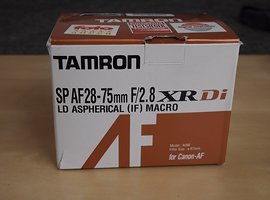 TAMRON
SP AF28-75mm F/2.8 XR Di
LD ASPHERICAL (IF) MACRO
AF
for Canon-AF